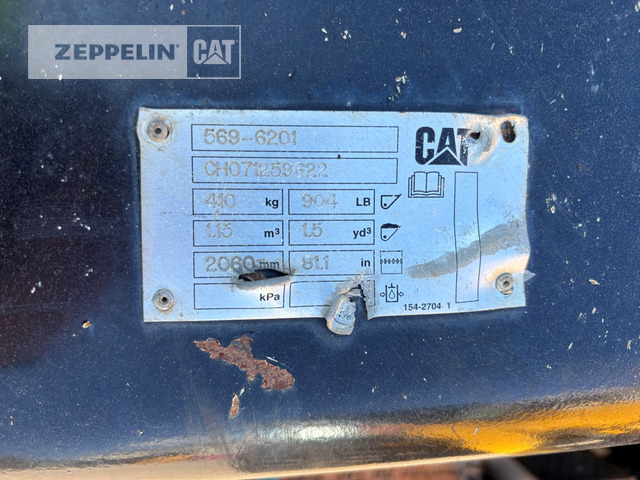 ZEPPELIN CAT
569-6201
CAT
CH071259622
410 kg 904 LB
1.15 m³ 1.5 yd³
2060 mm 81.1 in
kPa
154-2704 1